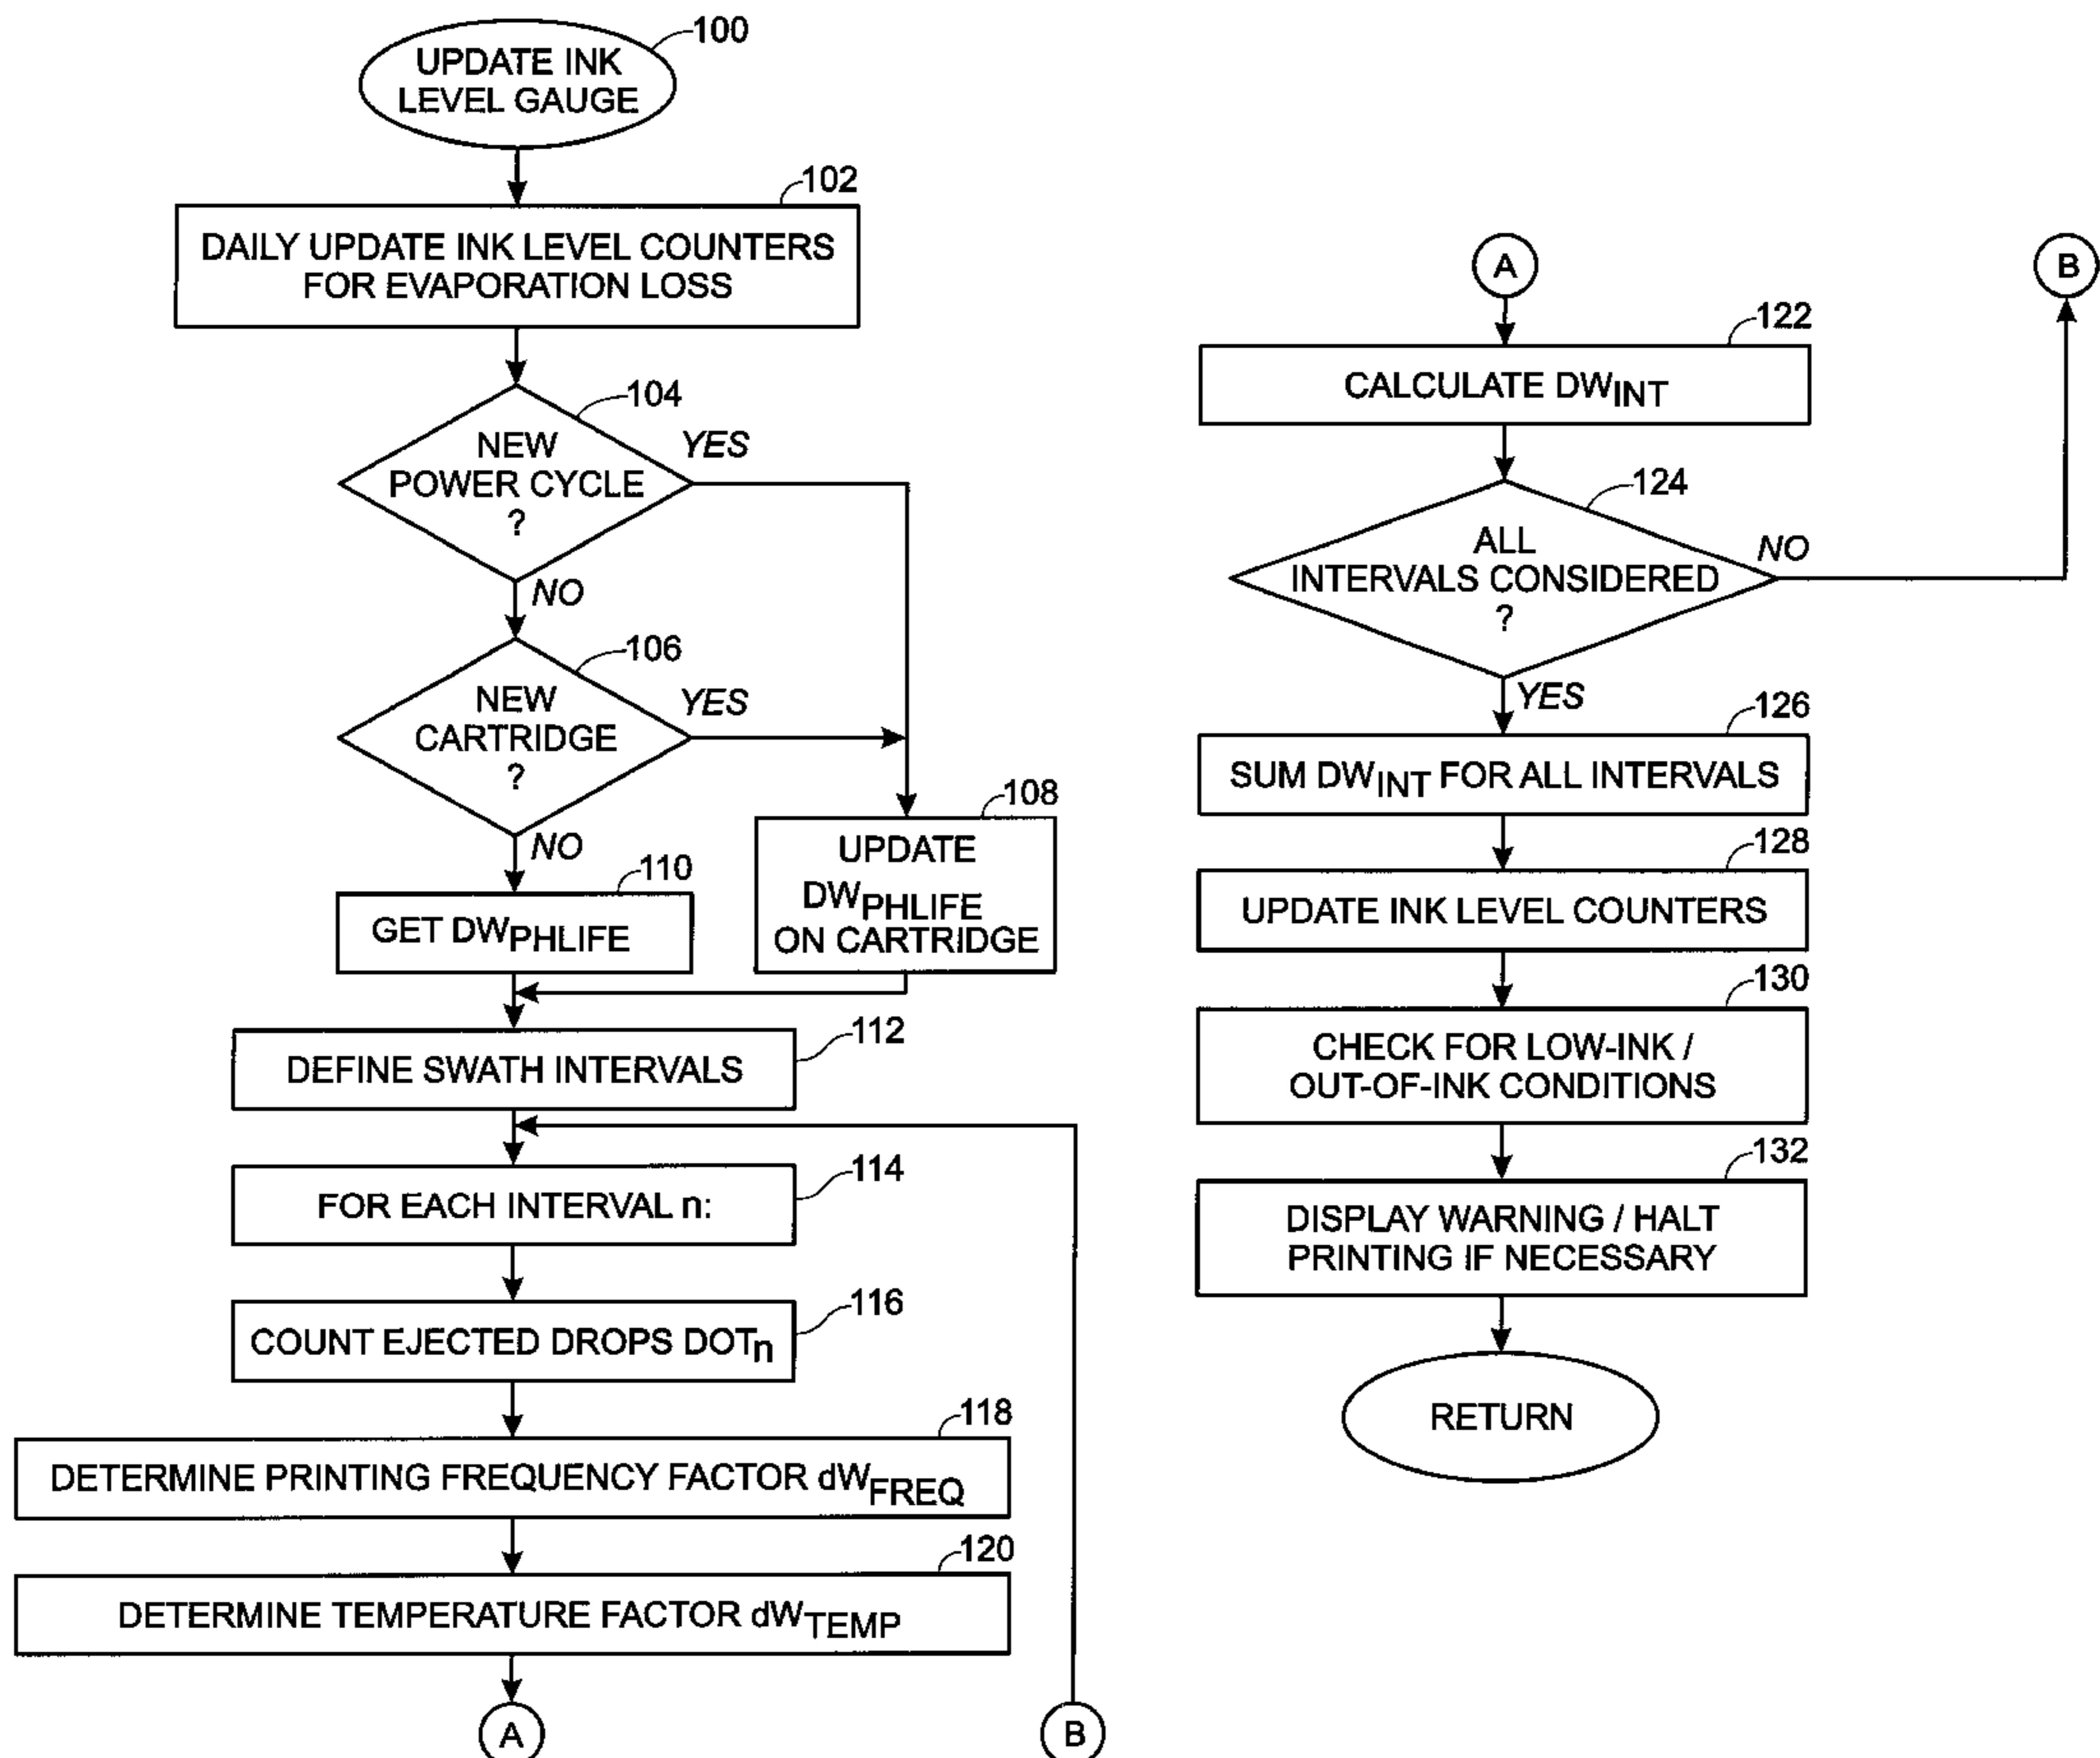 100
UPDATE INK
LEVEL GAUGE
102
DAILY UPDATE INK LEVEL COUNTERS
FOR EVAPORATION LOSS
104
NEW
POWER CYCLE
?
YES
NO
106
NEW
CARTRIDGE
?
YES
NO
108
UPDATE
DWPHLIFE
ON CARTRIDGE
110
GET DWPHLIFE
112
DEFINE SWATH INTERVALS
114
FOR EACH INTERVAL n:
116
COUNT EJECTED DROPS DOTn
118
DETERMINE PRINTING FREQUENCY FACTOR dWFREQ
120
DETERMINE TEMPERATURE FACTOR dWTEMP
A
B
A
B
122
CALCULATE DWINT
124
ALL
INTERVALS CONSIDERED
?
NO
YES
126
SUM DWINT FOR ALL INTERVALS
128
UPDATE INK LEVEL COUNTERS
130
CHECK FOR LOW-INK /
OUT-OF-INK CONDITIONS
132
DISPLAY WARNING / HALT
PRINTING IF NECESSARY
RETURN